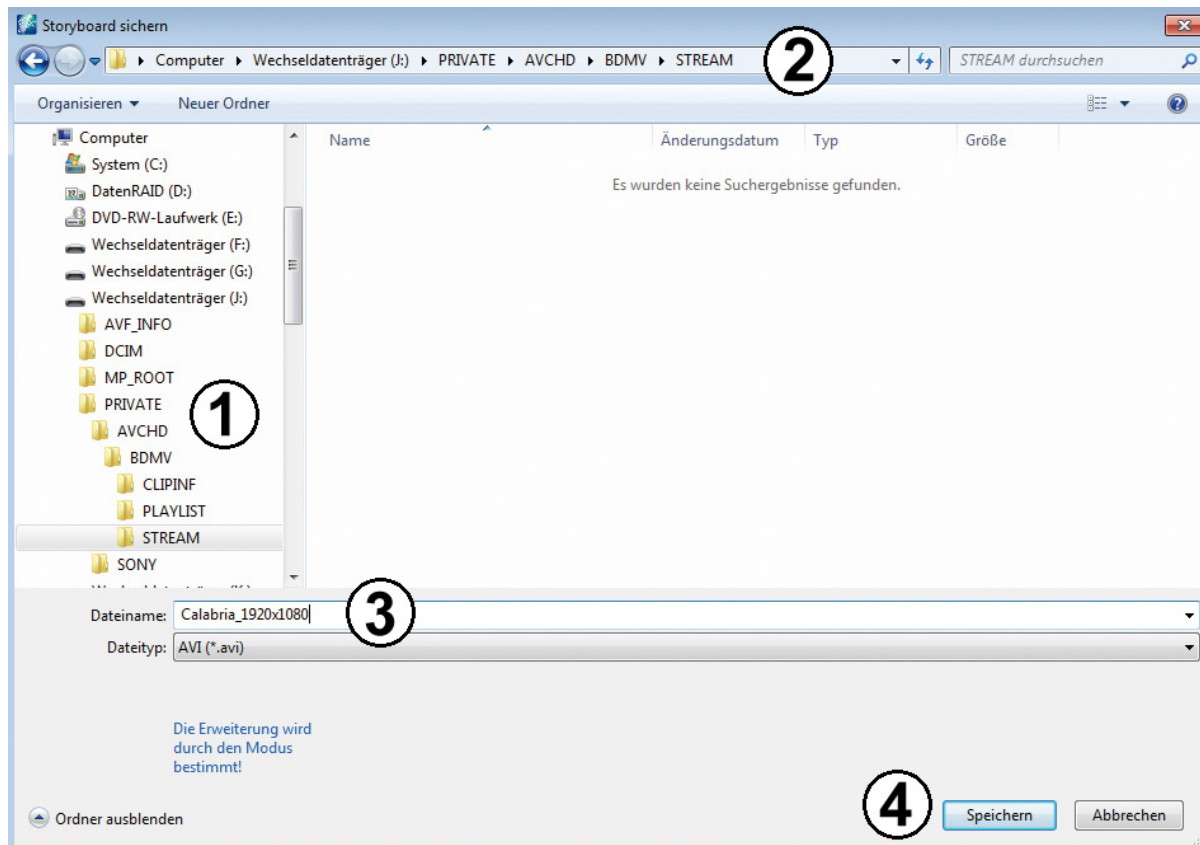 Storyboard sichern
Computer Wechseldatenträger (J:) PRIVATE AVCHD BDMV STREAM
2
STREAM durchsuchen
Organisieren
Neuer Ordner
Computer
System (C:)
DatenRAID (D:)
DVD-RW-Laufwerk (E:)
Wechseldatenträger (F:)
Wechseldatenträger (G:)
Wechseldatenträger (J:)
AVF_INFO
DCIM
MP_ROOT
PRIVATE
1
AVCHD
BDMV
CLIPINF
PLAYLIST
STREAM
SONY
Name
Änderungsdatum
Typ
Größe
Es wurden keine Suchergebnisse gefunden.
Dateiname: Calabria_1920x1080
3
Dateityp: AVI (*.avi)
Die Erweiterung wird
durch den Modus
bestimmt!
Ordner ausblenden
4
Speichern
Abbrechen